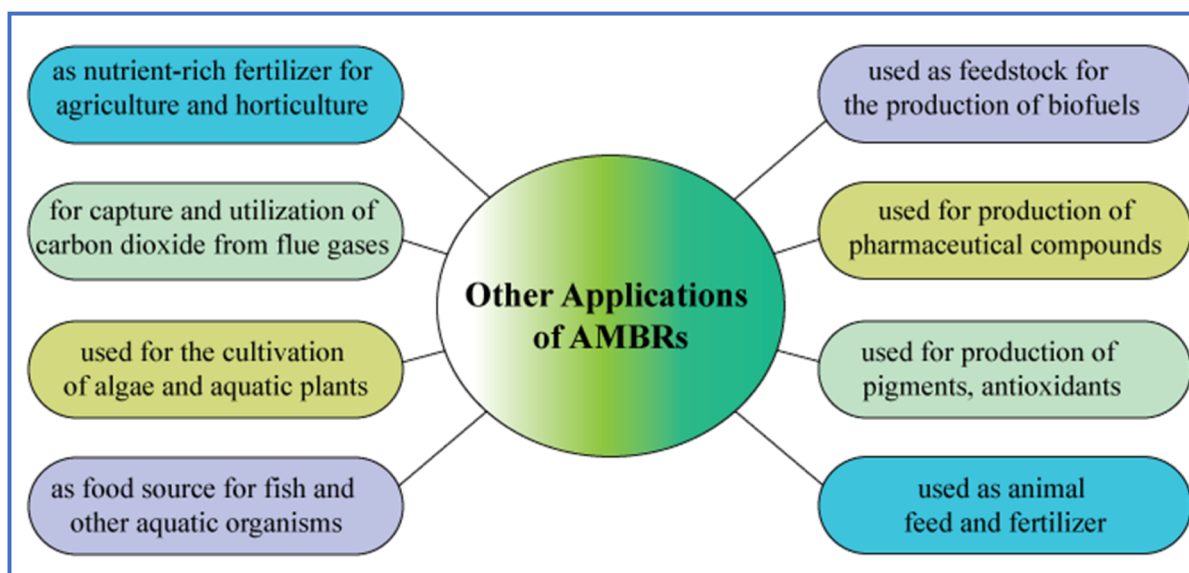 as nutrient-rich fertilizer for
agriculture and horticulture
for capture and utilization of
carbon dioxide from flue gases
used for the cultivation
of algae and aquatic plants
as food source for fish and
other aquatic organisms
Other Applications
of AMBRs
used as feedstock for
the production of biofuels
used for production of
pharmaceutical compounds
used for production of
pigments, antioxidants
used as animal
feed and fertilizer